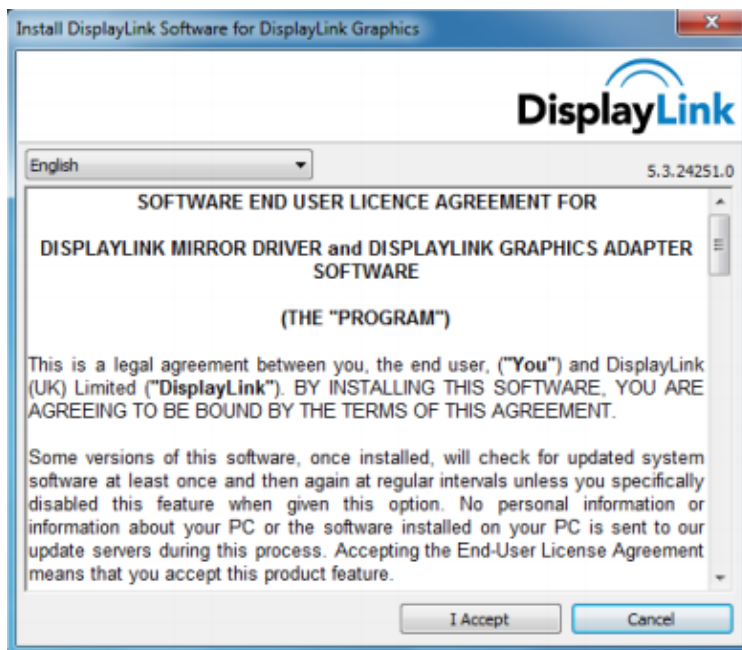 Install DisplayLink Software for DisplayLink Graphics
DisplayLink
English
5.3.24251.0
SOFTWARE END USER LICENCE AGREEMENT FOR
DISPLAYLINK MIRROR DRIVER and DISPLAYLINK GRAPHICS ADAPTER
SOFTWARE
(THE "PROGRAM")
This is a legal agreement between you, the end user, ("You") and DisplayLink
(UK) Limited ("DisplayLink"). BY INSTALLING THIS SOFTWARE, YOU ARE
AGREEING TO BE BOUND BY THE TERMS OF THIS AGREEMENT.
Some versions of this software, once installed, will check for updated system
software at least once and then again at regular intervals unless you specifically
disabled this feature when given this option. No personal information or
information about your PC or the software installed on your PC is sent to our
update servers during this process. Accepting the End-User License Agreement
means that you accept this product feature.
I Accept
Cancel